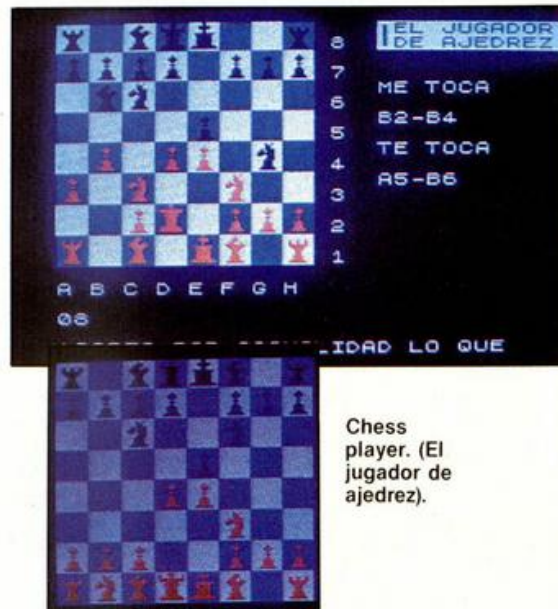 8
7
6
5
4
3
2
1
A B C D E F G H
08
EL JUGADOR
DE AJEDREZ
ME TOCA
B2-B4
TE TOCA
A5-B6
LIDAD LO QUE
Chess
player. (El
jugador de
ajedrez).